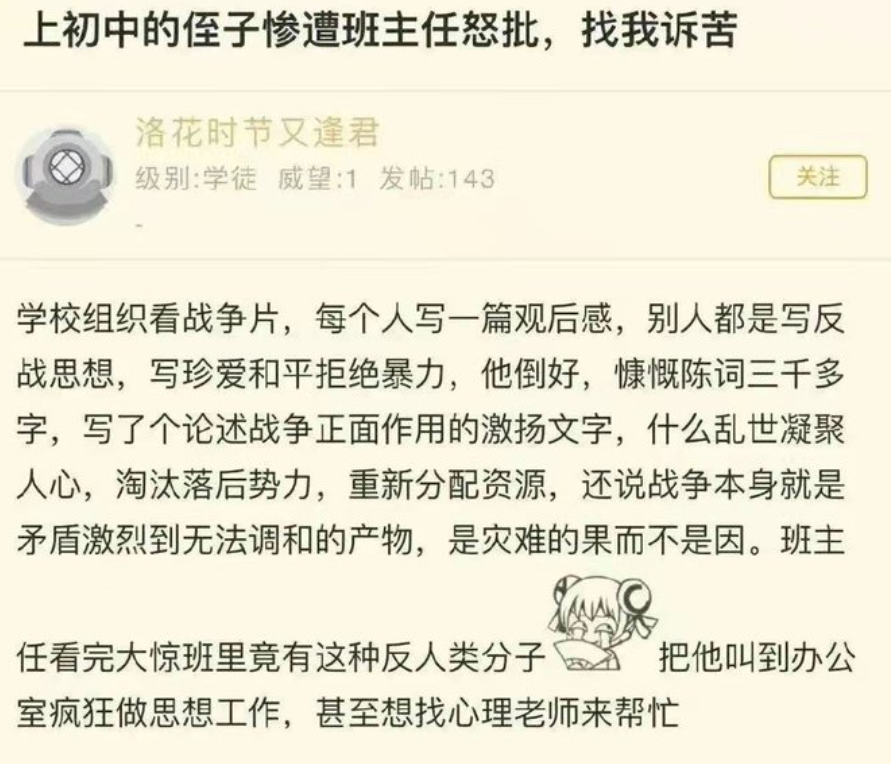 上初中的侄子惨遭班主任怒批，找我诉苦
洛花时节又逢君
级别:学徒 威望:1 发帖:143
关注
-
学校组织看战争片，每个人写一篇观后感，别人都是写反
战思想，写珍爱和平拒绝暴力，他倒好，慷慨陈词三千多
字，写了个论述战争正面作用的激扬文字，什么乱世凝聚
人心，淘汰落后势力，重新分配资源，还说战争本身就是
矛盾激烈到无法调和的产物，是灾难的果而不是因。班主
任看完大惊班里竟有这种反人类分子 把他叫到办公
室疯狂做思想工作，甚至想找心理老师来帮忙